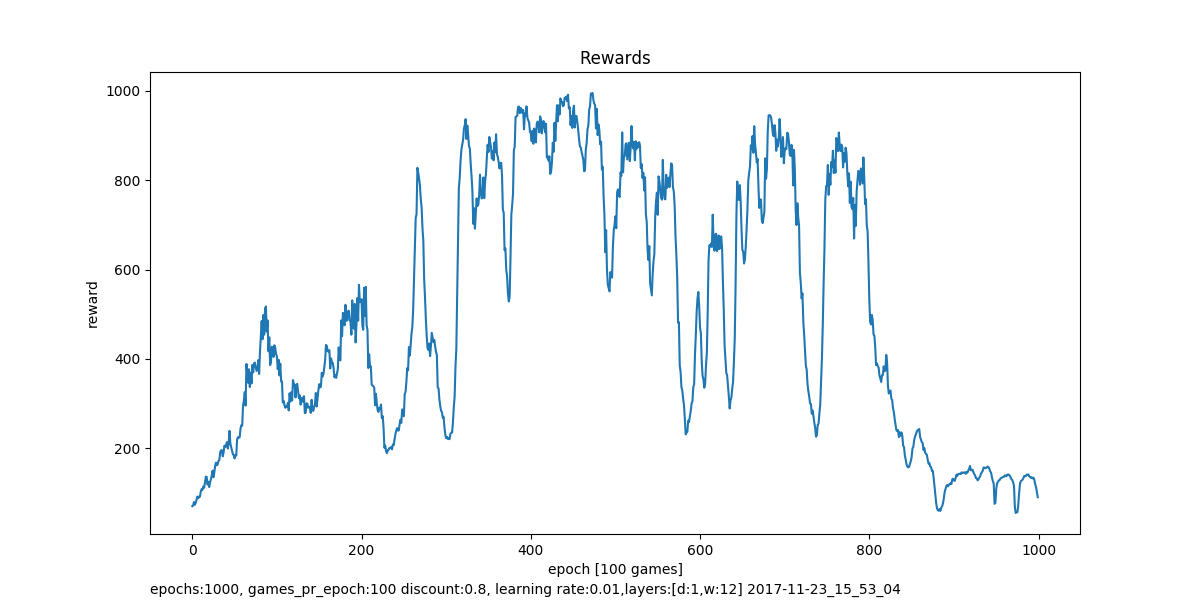 Rewards
1000
800
600
400
200
reward
0 200 400 600 800 1000
epoch [100 games]
epochs:1000, games_pr_epoch:100 discount:0.8, learning rate:0.01,layers:[d:1,w:12] 2017-11-23_15_53_04